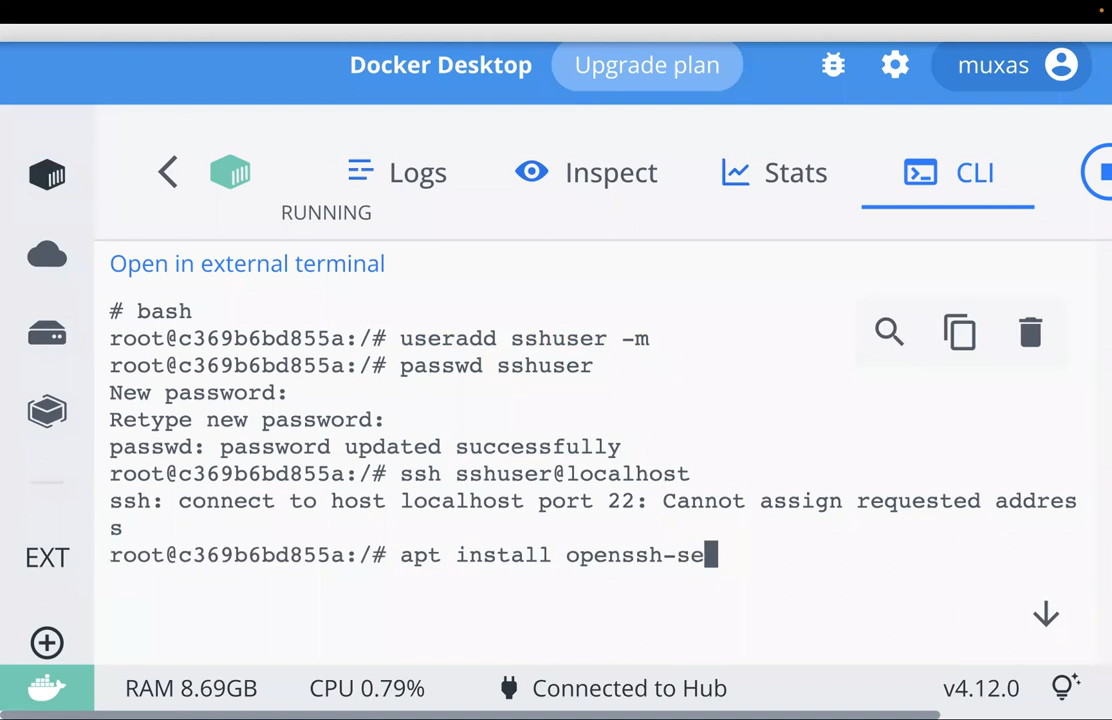 Docker Desktop
Upgrade plan
muxas
Logs
Inspect
Stats
CLI
RUNNING
Open in external terminal
# bash
root@c369b6bd855a:/# useradd sshuser -m
root@c369b6bd855a:/# passwd sshuser
New password:
Retype new password:
passwd: password updated successfully
root@c369b6bd855a:/# ssh sshuser@localhost
ssh: connect to host localhost port 22: Cannot assign requested addres
s
root@c369b6bd855a:/# apt install openssh-se
EXT
RAM 8.69GB
CPU 0.79%
Connected to Hub
v4.12.0